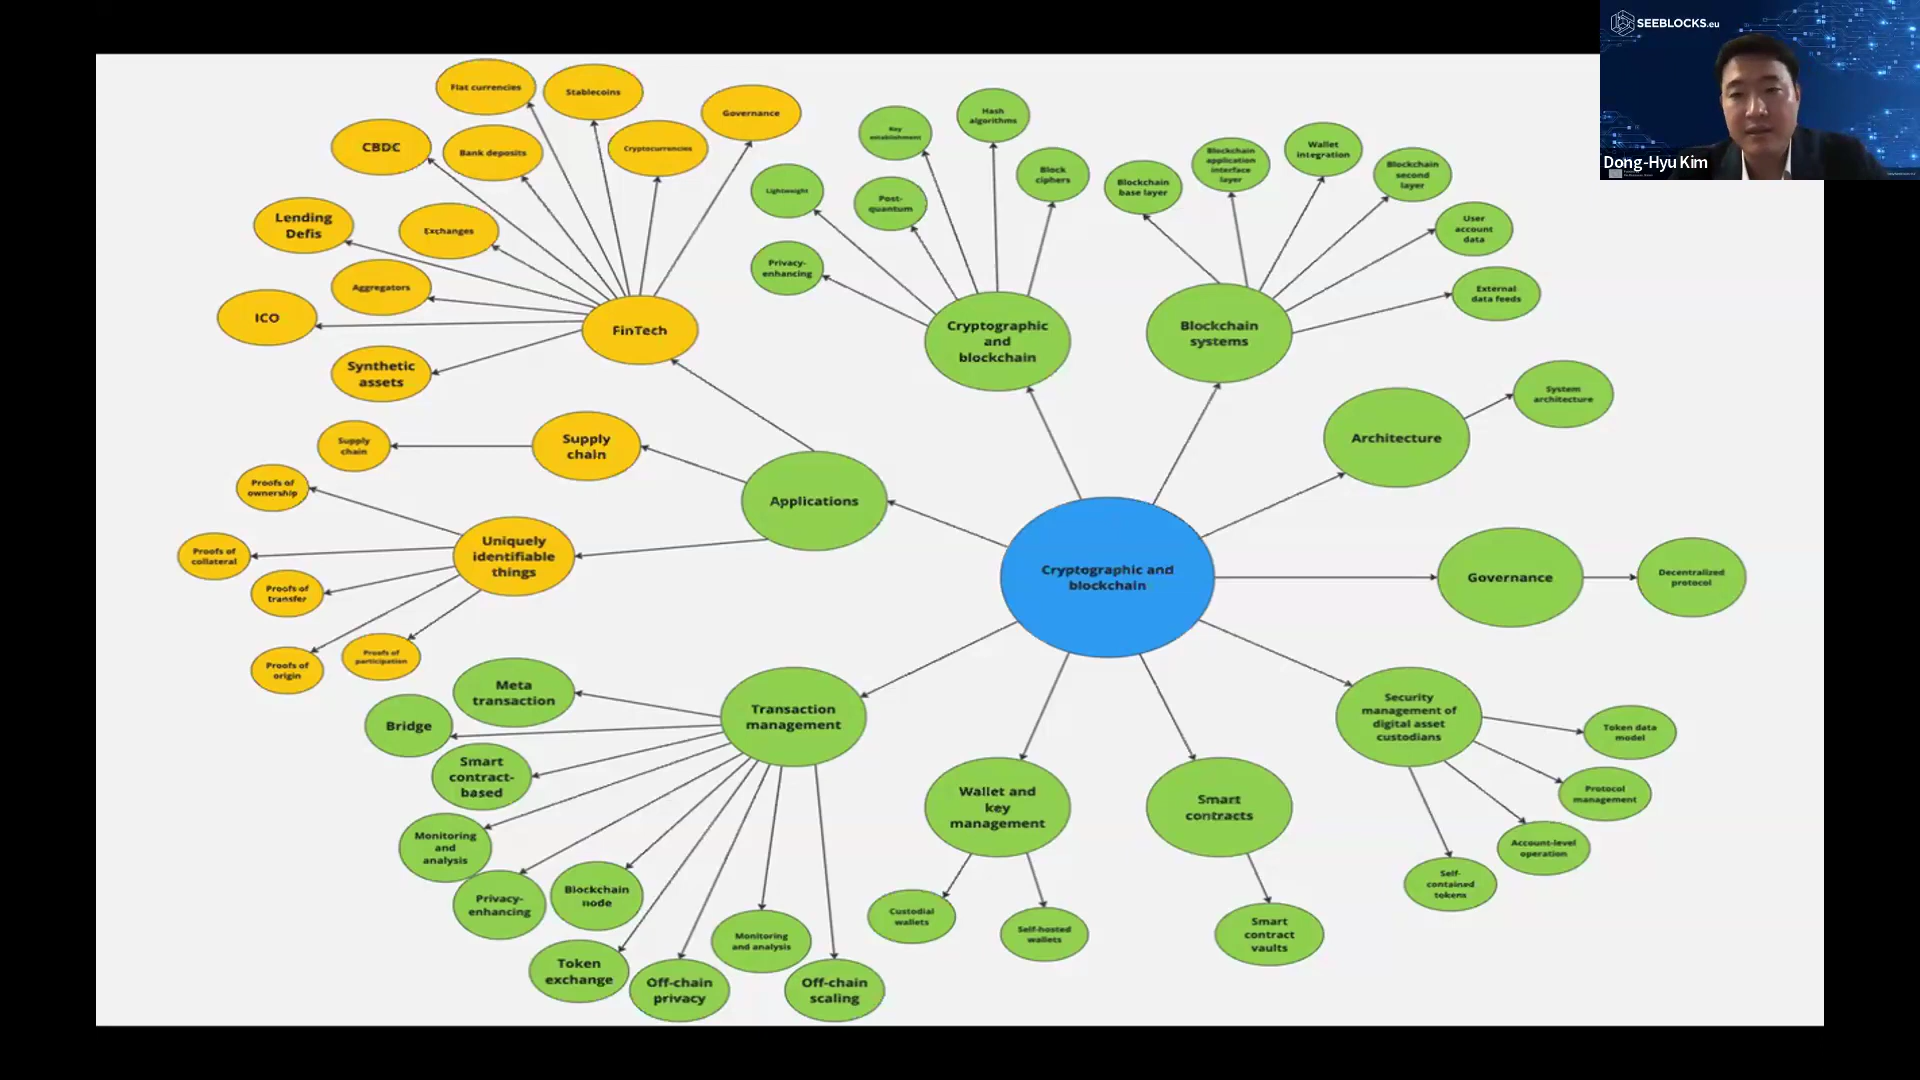 SEEBLOCKS.eu
Dong-Hyu Kim
Flat currencies
Stablecoins
Governance
CBDC
Bank deposits
Cryptocurrencies
Lending
Defis
Exchanges
Aggregators
ICO
FinTech
Synthetic
assets
Key
establishment
Hash
algorithms
Lightweight
Post-
quantum
Block
ciphers
Privacy-
enhancing
Cryptographic
and
blockchain
Blockchain
base layer
Blockchain
application
interface
layer
Wallet
integration
Blockchain
second
layer
User
account
data
External
data feeds
Blockchain
systems
Architecture
System
architecture
Supply
chain
Supply
chain
Applications
Proofs of
ownership
Proofs of
collateral
Uniquely
identifiable
things
Proofs of
transfer
Proofs of
origin
Proofs of
participation
Cryptographic and
blockchain
Governance
Decentralized
protocol
Meta
transaction
Bridge
Smart
contract-
based
Transaction
management
Monitoring
and
analysis
Privacy-
enhancing
Blockchain
node
Token
exchange
Off-chain
privacy
Monitoring
and analysis
Off-chain
scaling
Wallet and
key
management
Custodial
wallets
Self-hosted
wallets
Smart
contracts
Smart
contract
vaults
Security
management of
digital asset
custodians
Token data
model
Protocol
management
Account-level
operation
Self-
contained
tokens